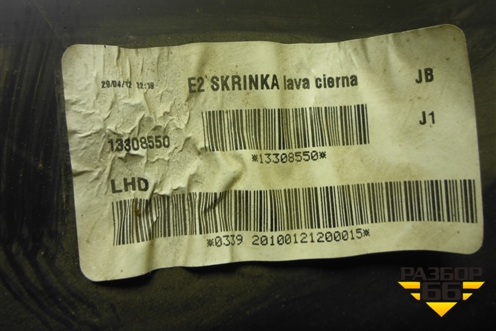 29/04/12 12:18
E2 SKRINKA lava cierna
JB
J1
13308550
*13308550*
LHD
*0339 20100121200015*
РАЗБОР
66